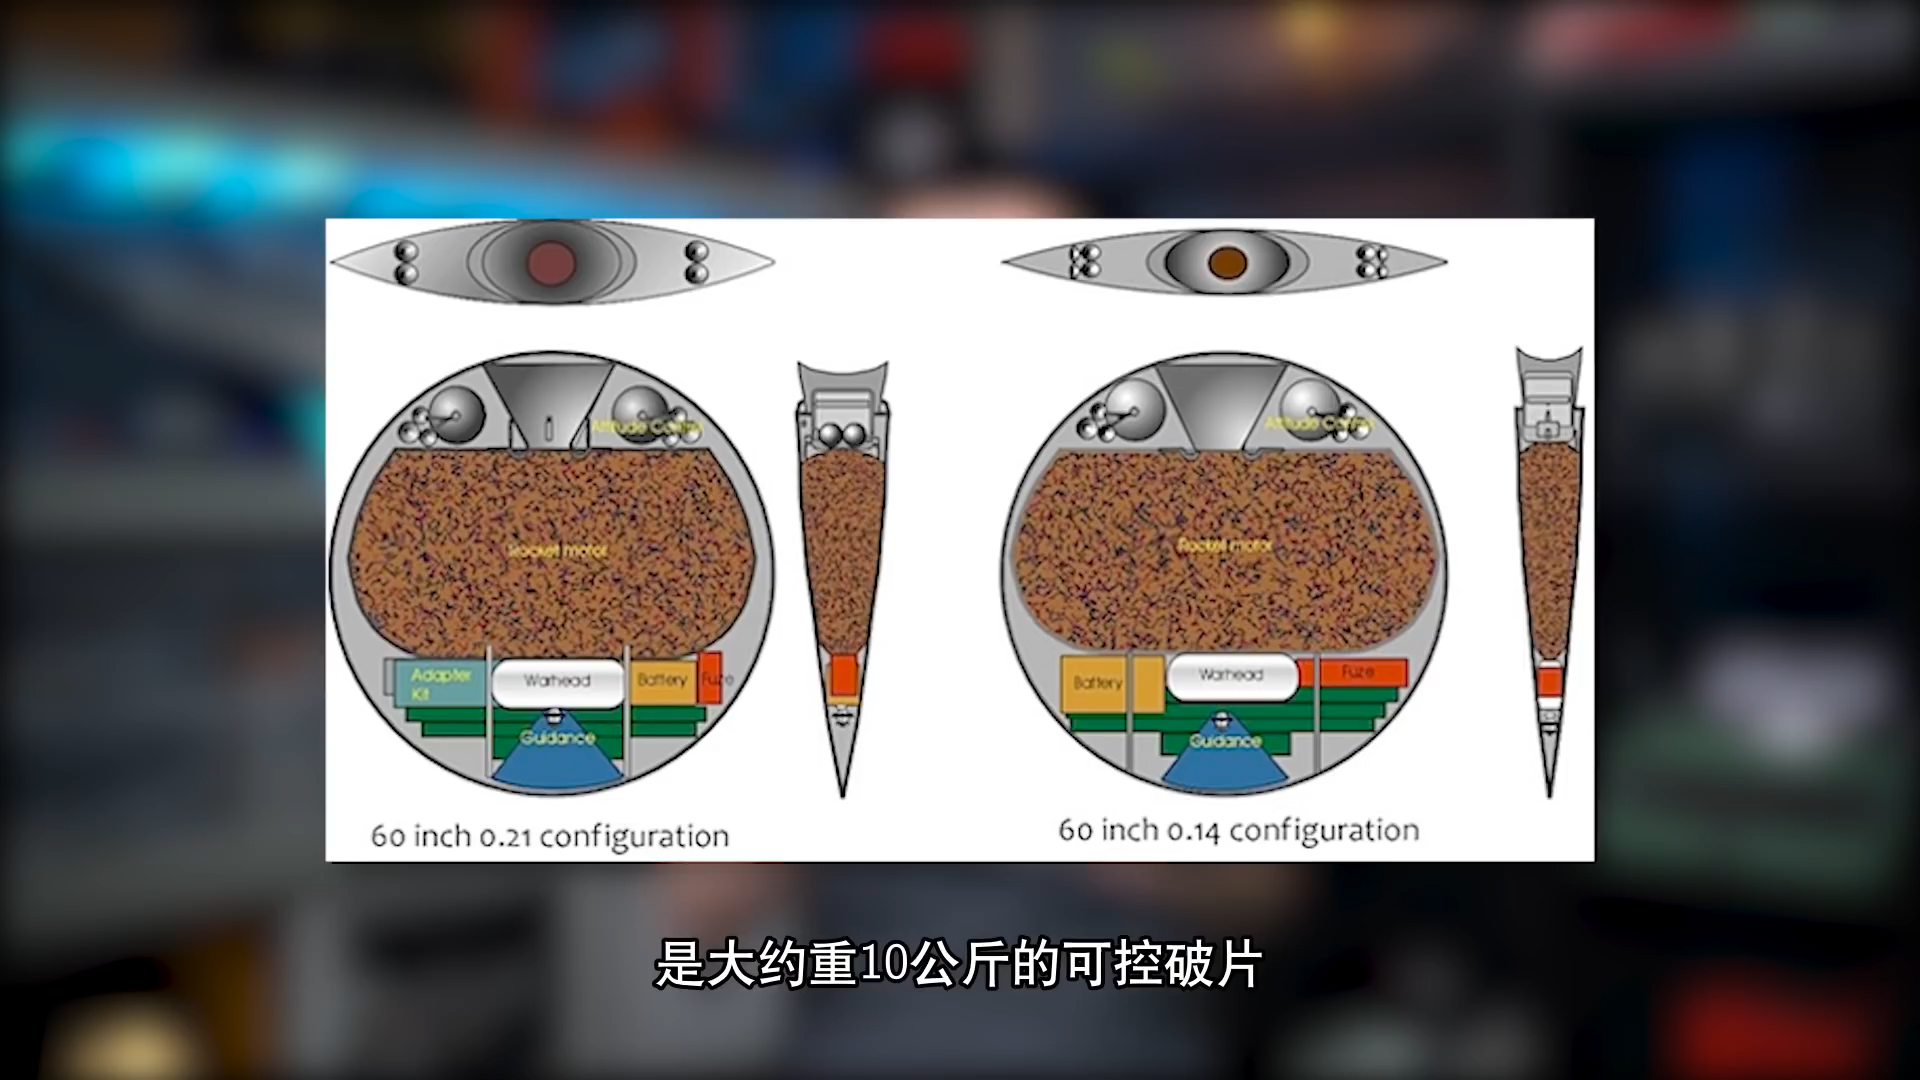 Attitude Control
Rocket motor
Adapter
Kit
Warhead
Battery
Fuze
Guidance
60 inch 0.21 configuration
Attitude Control
Rocket motor
Battery
Warhead
Fuze
Guidance
60 inch 0.14 configuration
是大约重10公斤的可控破片